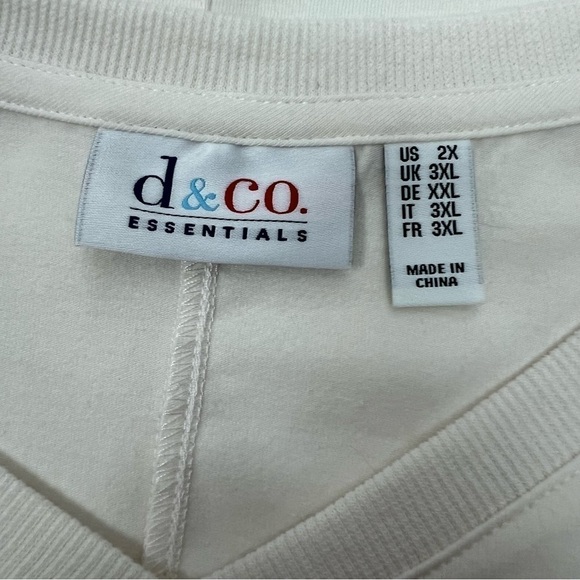 d&co.
ESSENTIALS
US 2X
UK 3XL
DE XXL
IT 3XL
FR 3XL
MADE IN
CHINA